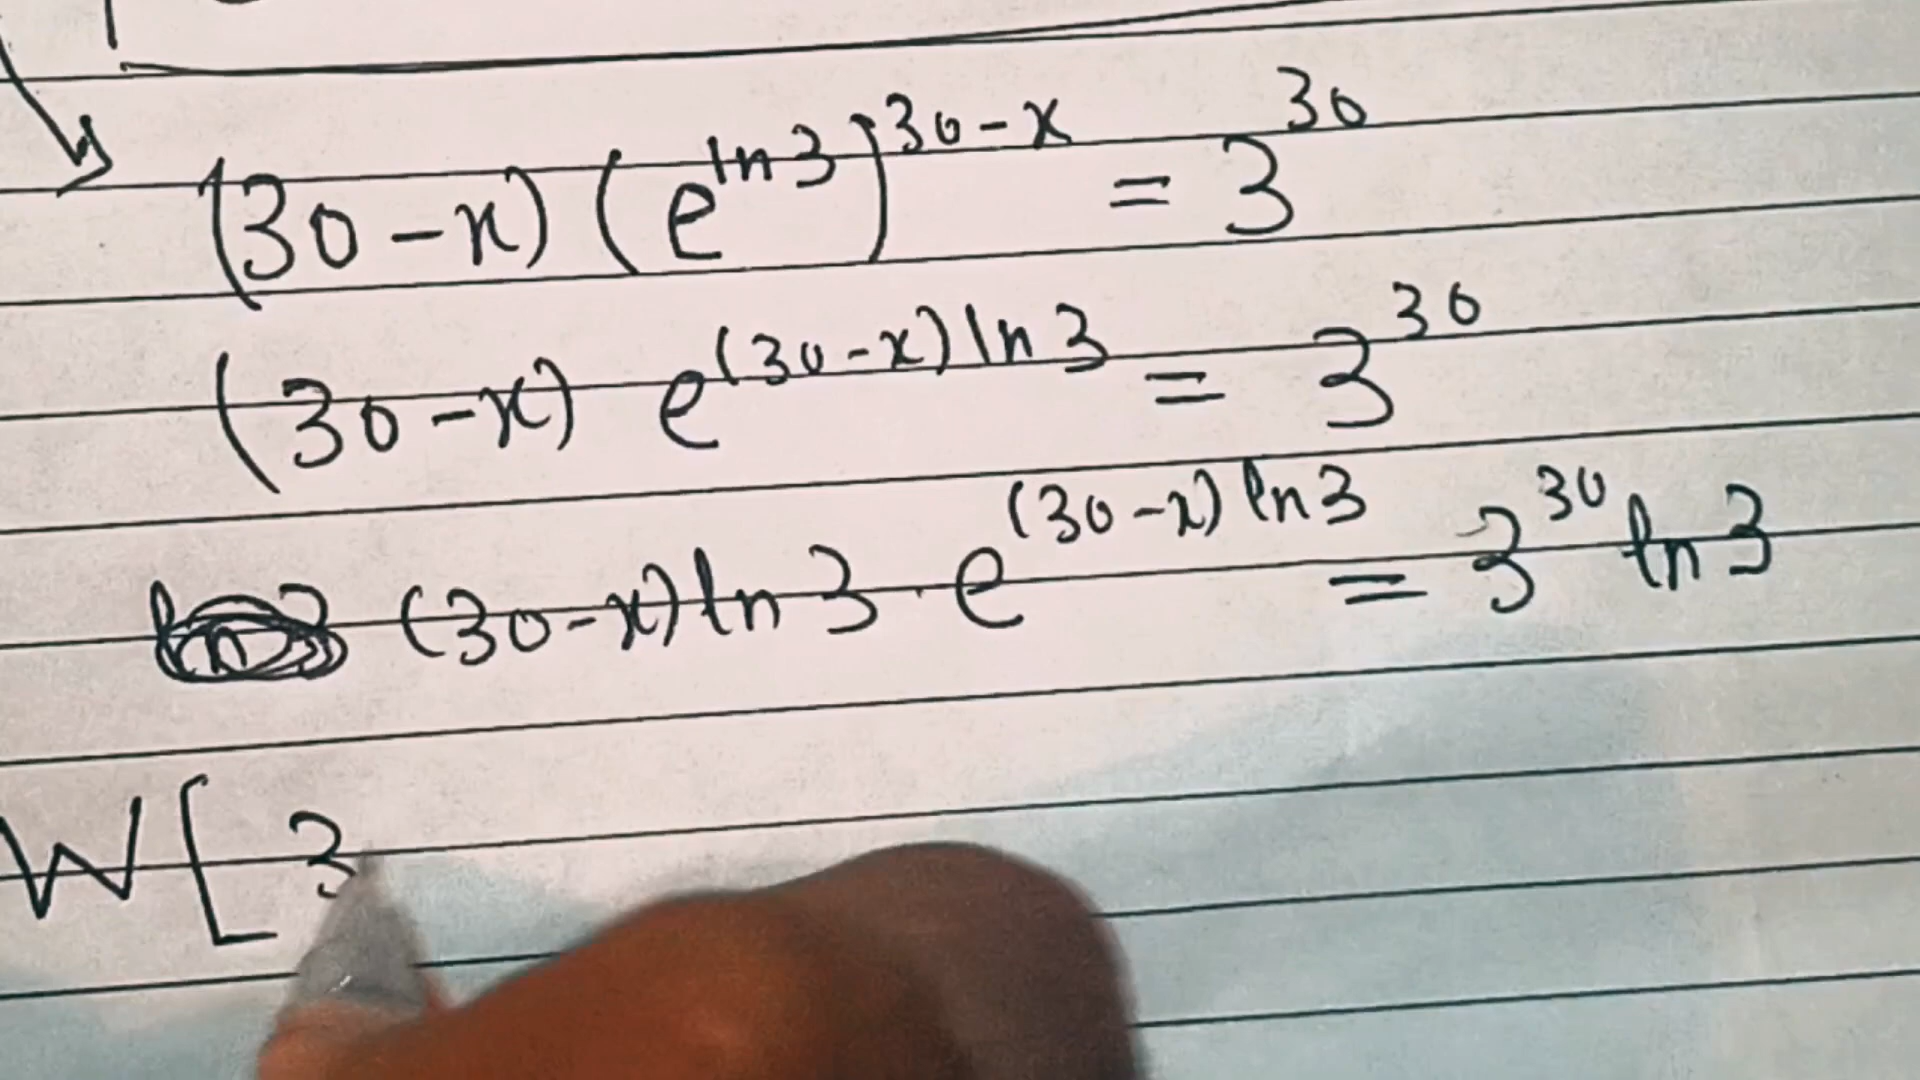 (30-x) (e^ln3)^30-x = 3^30
(30-x) e^(30-x)ln3 = 3^30
(30-x)ln3 . e^(30-x)ln3 = 3^30 ln3
W[3